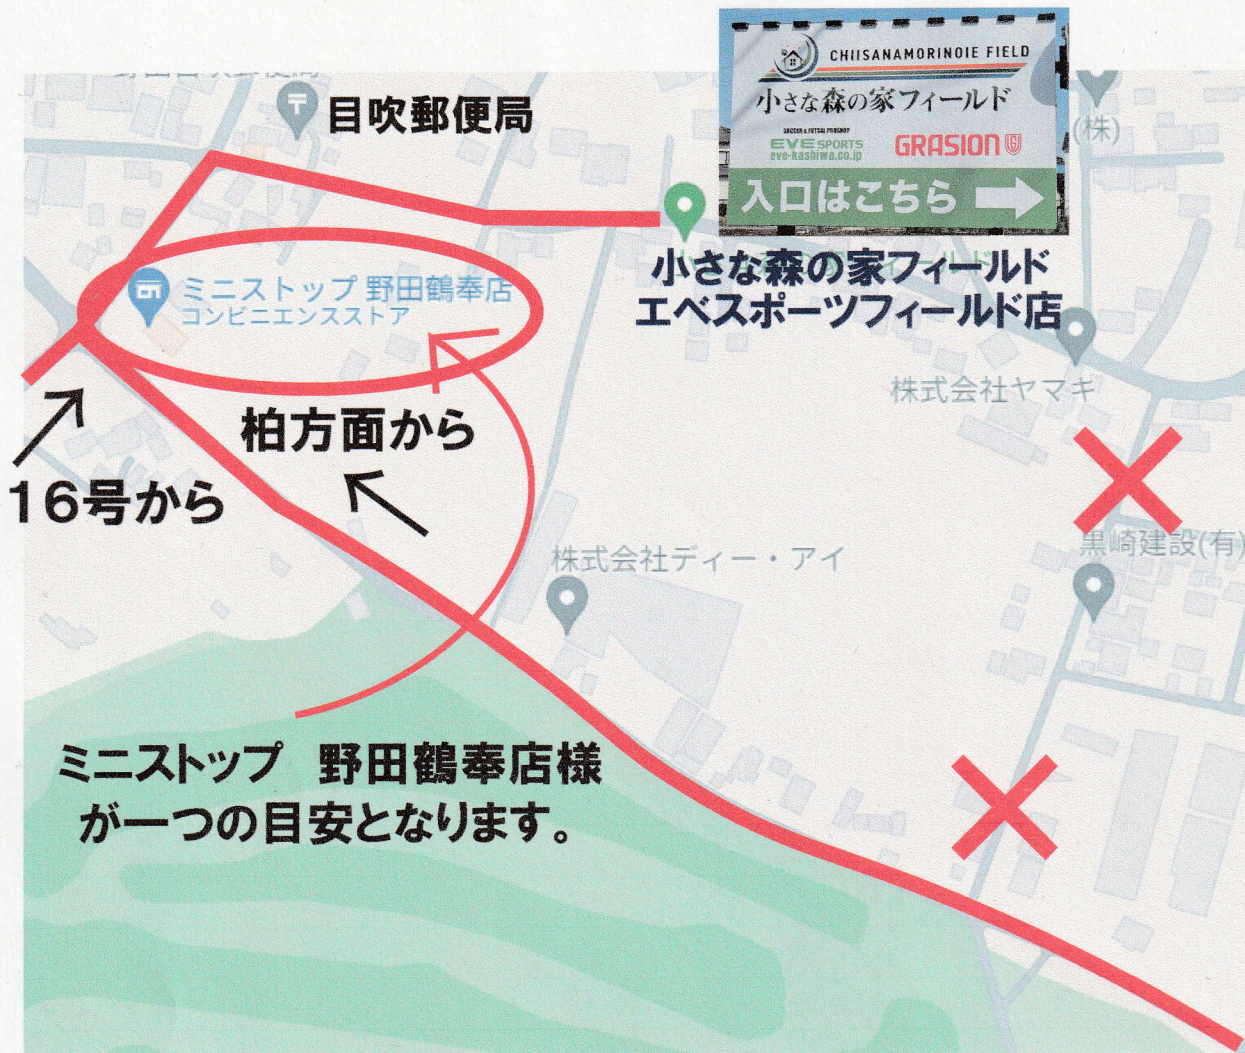 CHIISANAMORINOIE FIELD
小さな森の家フィールド
SOCCER & FUTSAL PROSHOP
EVE SPORTS
eve-kashiwa.co.jp
GRASION
入口はこちら
目吹郵便局
(株)
小さな森の家フィールド
エベスポーツフィールド店
ミニストップ 野田鶴奉店
コンビニエンスストア
株式会社ヤマキ
柏方面から
16号から
黒崎建設(有)
株式会社ディー・アイ
ミニストップ 野田鶴奉店様
が一つの目安となります。